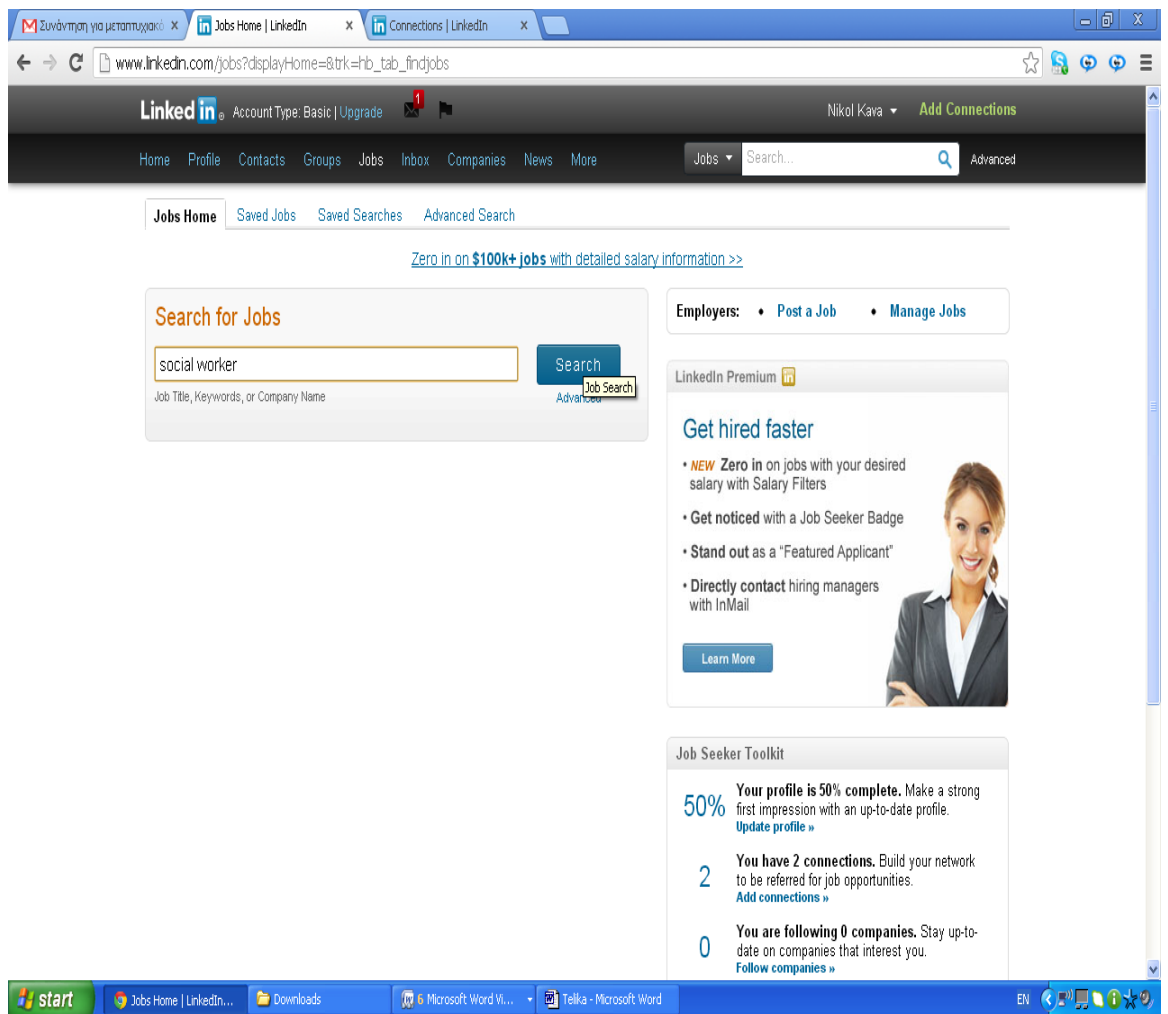 Συνάντηση για μεταπτυχιακό
Jobs Home | LinkedIn
Connections | LinkedIn
www.linkedin.com/jobs?displayHome=&trk=hb_tab_findjobs
Linked in ® Account Type: Basic | Upgrade 1 Nikol Kava Add Connections
Home Profile Contacts Groups Jobs Inbox Companies News More Jobs Search... Advanced
Jobs Home Saved Jobs Saved Searches Advanced Search
Zero in on $100k+ jobs with detailed salary information >>
Search for Jobs
social worker Search
Job Search
Job Title, Keywords, or Company Name Advanced
Employers: • Post a Job • Manage Jobs
LinkedIn Premium in
Get hired faster
• NEW Zero in on jobs with your desired
salary with Salary Filters
• Get noticed with a Job Seeker Badge
• Stand out as a “Featured Applicant”
• Directly contact hiring managers
with InMail
Learn More
Job Seeker Toolkit
50% Your profile is 50% complete. Make a strong
first impression with an up-to-date profile.
Update profile »
2 You have 2 connections. Build your network
to be referred for job opportunities.
Add connections »
0 You are following 0 companies. Stay up-to-
date on companies that interest you.
Follow companies »
start Jobs Home | LinkedIn... Downloads 6 Microsoft Word Vi... Telika - Microsoft Word EN